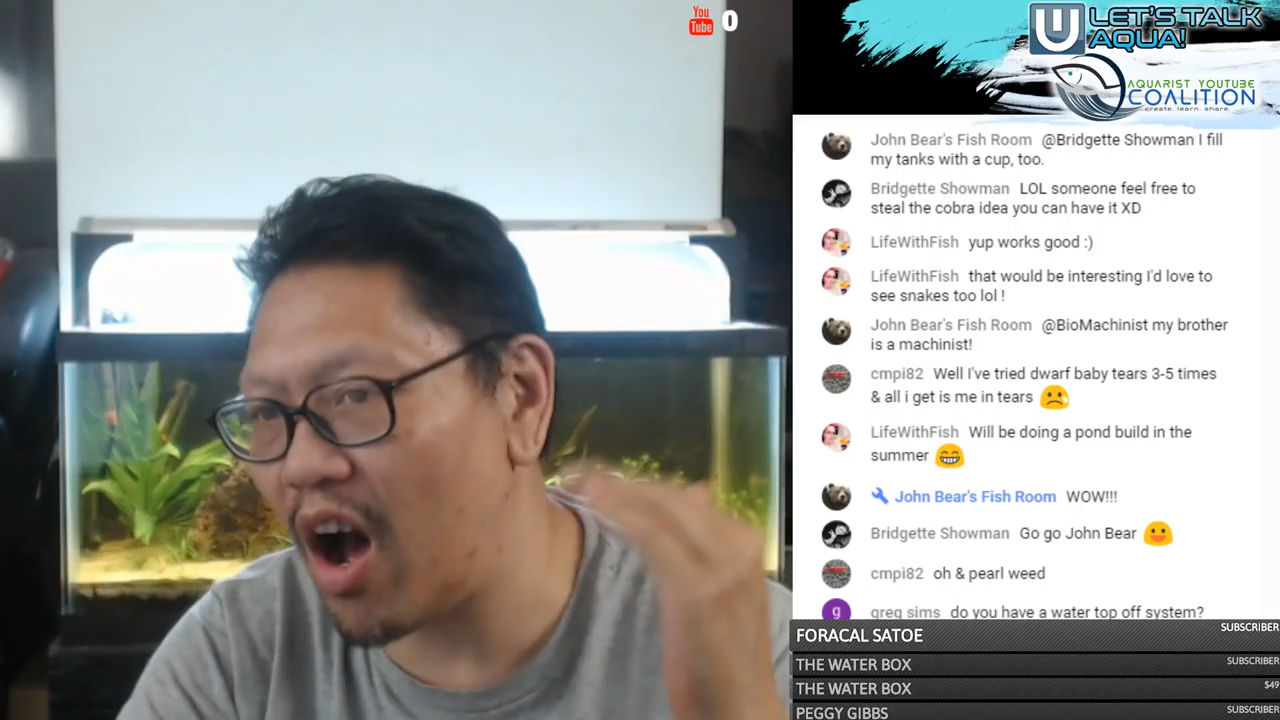 You
Tube 0
LET'S TALK
AQUA!
AQUARIST YOUTUBE
COALITION
create. learn. share.
John Bear's Fish Room @Bridgette Showman I fill
my tanks with a cup, too.
Bridgette Showman LOL someone feel free to
steal the cobra idea you can have it XD
LifeWithFish yup works good :)
LifeWithFish that would be interesting I'd love to
see snakes too lol !
John Bear's Fish Room @BioMachinist my brother
is a machinist!
cmpi82 Well I've tried dwarf baby tears 3-5 times
& all i get is me in tears
LifeWithFish Will be doing a pond build in the
summer
John Bear's Fish Room WOW!!!
Bridgette Showman Go go John Bear
cmpi82 oh & pearl weed
g greg sims do you have a water top off system?
FORACAL SATOE SUBSCRIBER
THE WATER BOX SUBSCRIBER
THE WATER BOX $49
PEGGY GIBBS SUBSCRIBER